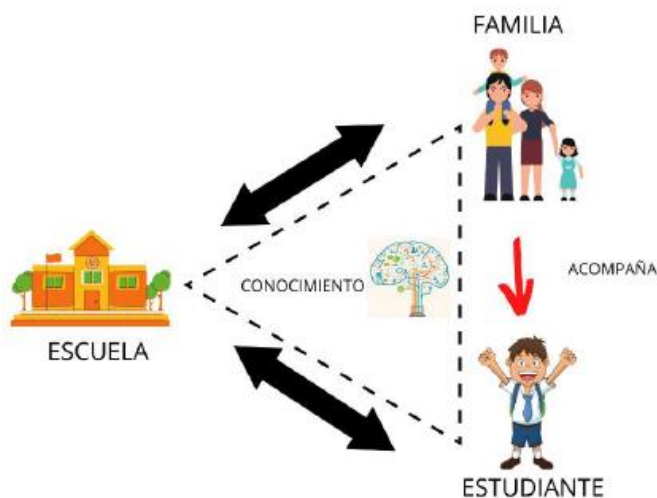 FAMILIA
CONOCIMIENTO
ACOMPAÑA
ESCUELA
ESTUDIANTE